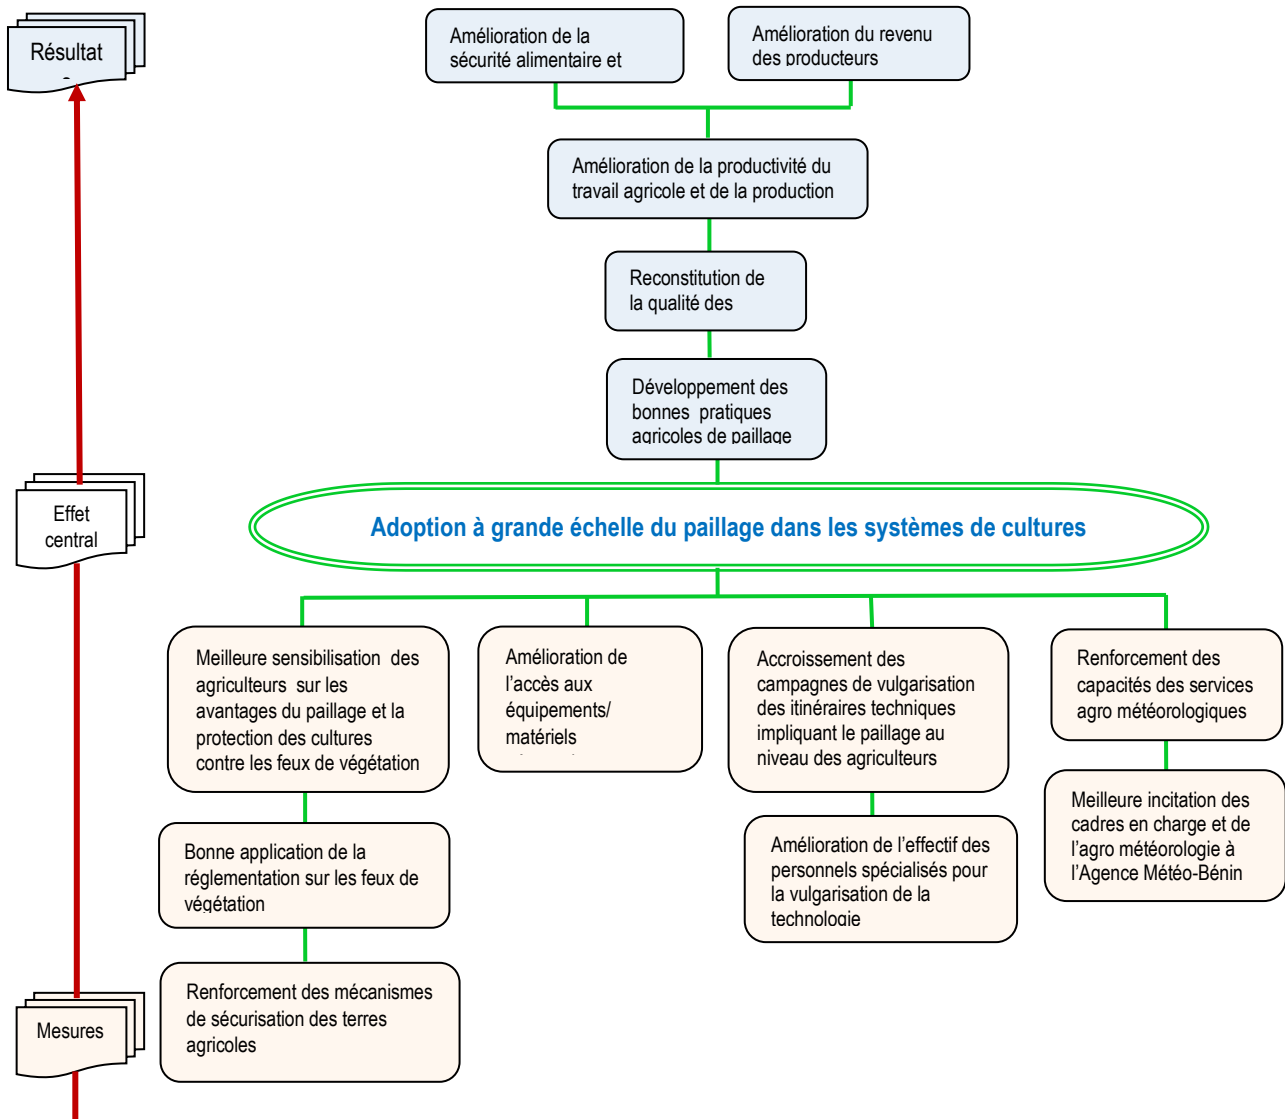 Résultat
Amélioration de la
sécurité alimentaire et
Amélioration du revenu
des producteurs
Amélioration de la productivité du
travail agricole et de la production
Reconstitution de
la qualité des
Développement des
bonnes pratiques
agricoles de paillage
Effet
central
Adoption à grande échelle du paillage dans les systèmes de cultures
Meilleure sensibilisation des
agriculteurs sur les
avantages du paillage et la
protection des cultures
contre les feux de végétation
Amélioration de
l'accès aux
équipements/
matériels
Accroissement des
campagnes de vulgarisation
des itinéraires techniques
impliquant le paillage au
niveau des agriculteurs
Renforcement des
capacités des services
agro météorologiques
Bonne application de la
réglementation sur les feux de
végétation
Amélioration de l'effectif des
personnels spécialisés pour
la vulgarisation de la
technologie
Meilleure incitation des
cadres en charge et de
l'agro météorologie à
l'Agence Météo-Bénin
Renforcement des mécanismes
de sécurisation des terres
agricoles
Mesures